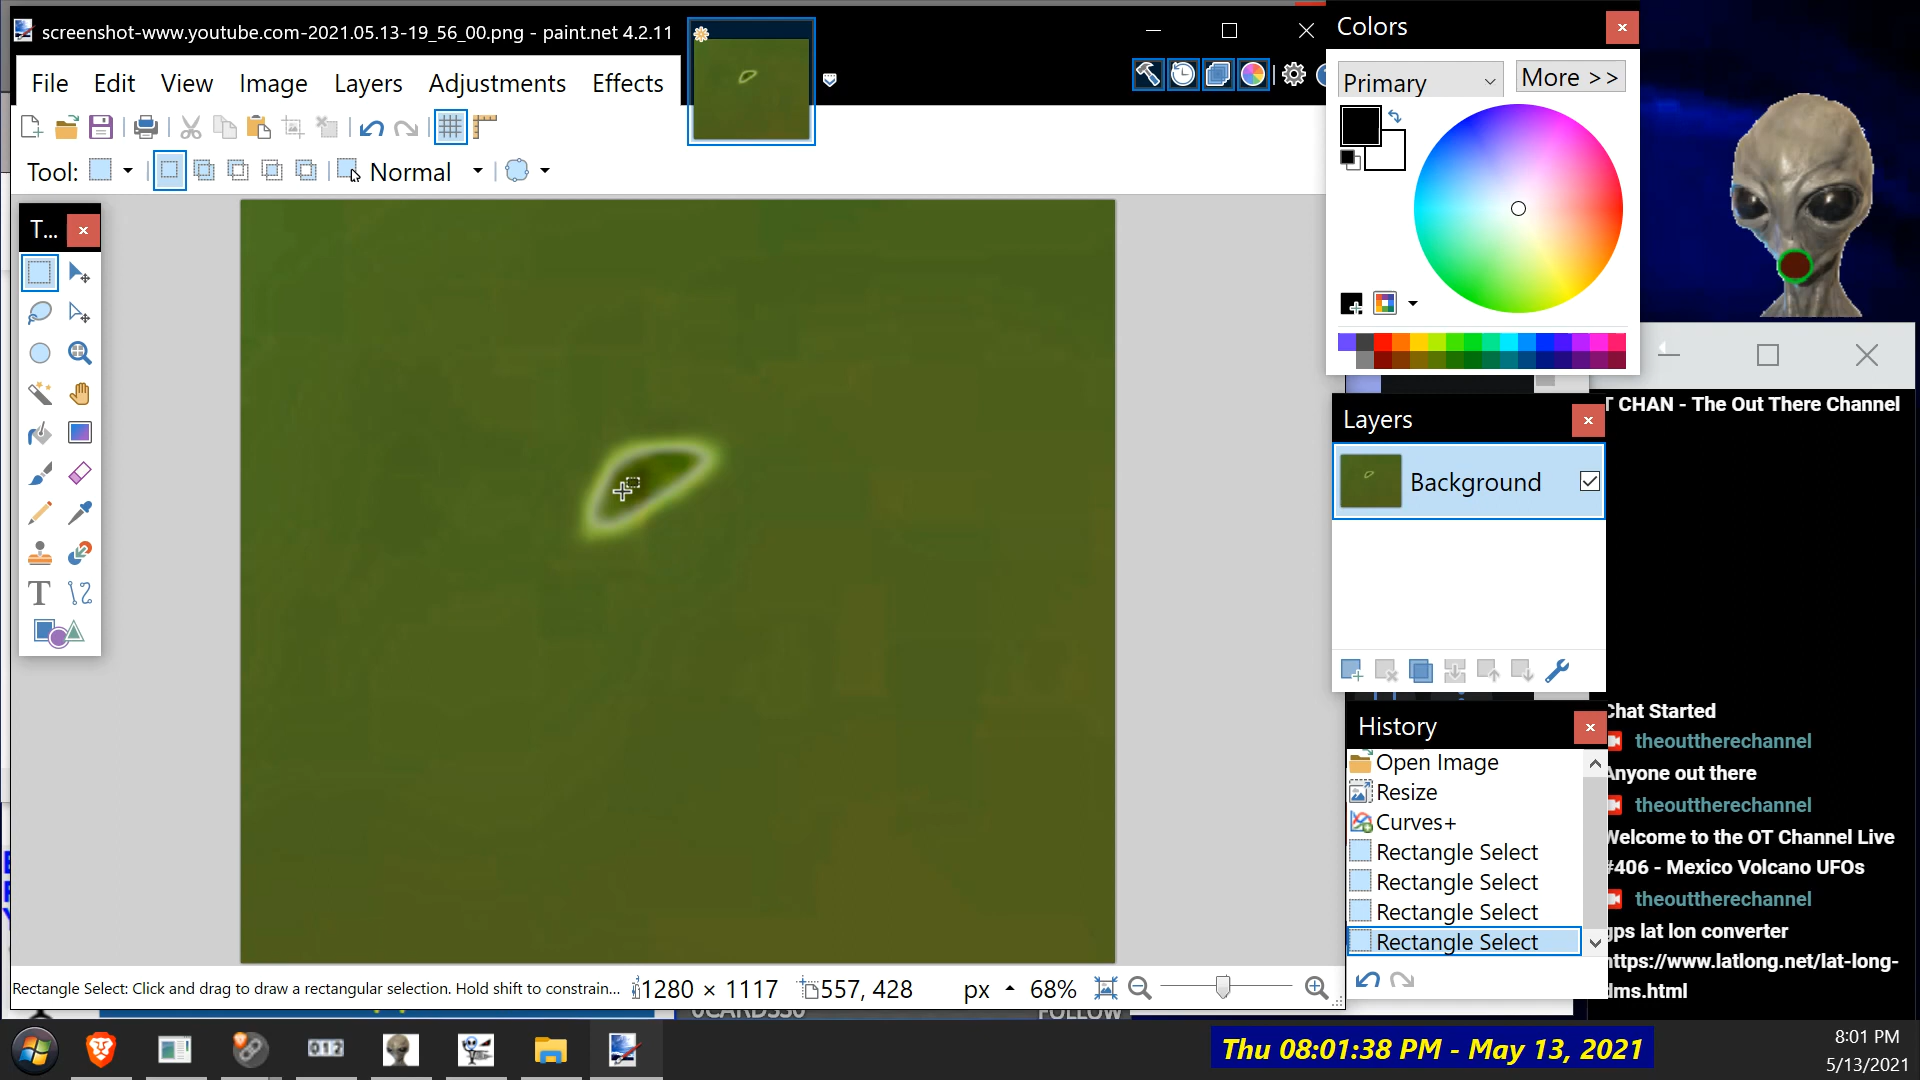 screenshot-www.youtube.com-2021.05.13-19_56_00.png - paint.net 4.2.11
File Edit View Image Layers Adjustments Effects
Tool: Normal
T...
Colors
Primary
More >>
Layers
Background
History
Open Image
Resize
Curves+
Rectangle Select
Rectangle Select
Rectangle Select
Rectangle Select
T CHAN - The Out There Channel
Chat Started
theouttherechannel
Anyone out there
theouttherechannel
Welcome to the OT Channel Live
#406 - Mexico Volcano UFOs
theouttherechannel
gps lat lon converter
https://www.latlong.net/lat-long-
dms.html
Rectangle Select: Click and drag to draw a rectangular selection. Hold shift to constrain...
1280 × 1117
557, 428
px
68%
FOLLOW
012
Thu 08:01:38 PM - May 13, 2021
8:01 PM
5/13/2021